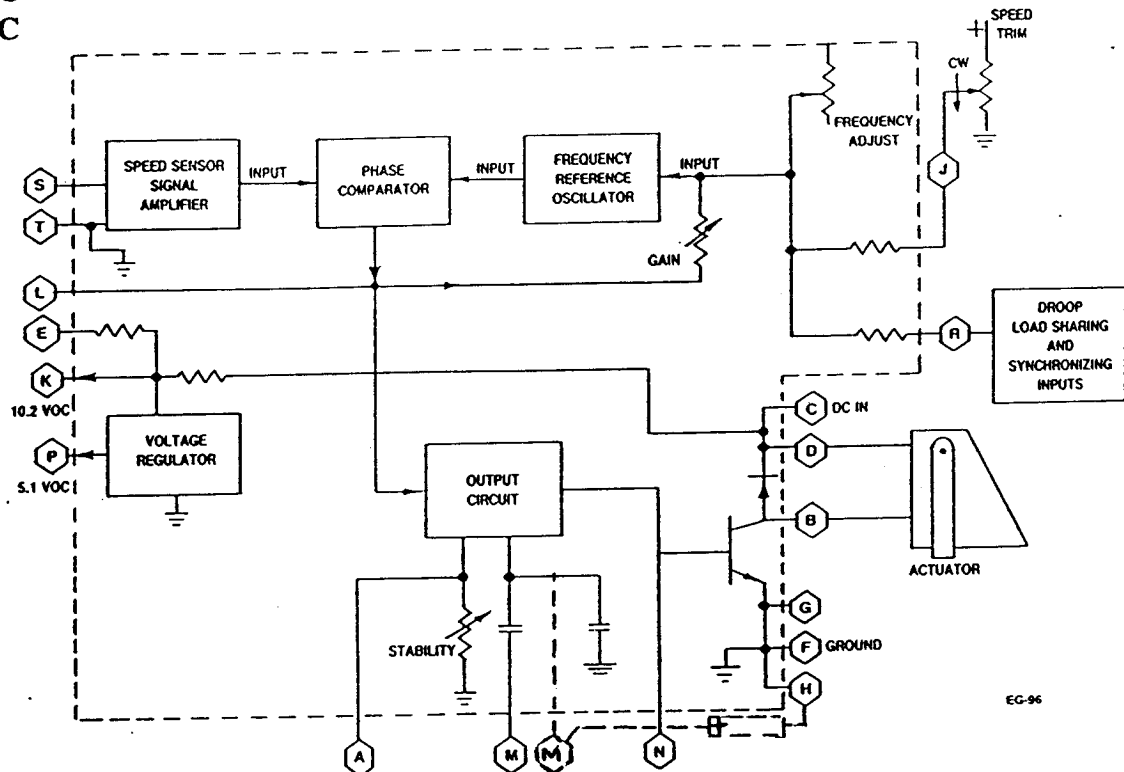 C
SPEED
TRIM
CW
FREQUENCY
ADJUST
J
SPEED SENSOR
SIGNAL
AMPLIFIER
INPUT
PHASE
COMPARATOR
INPUT
FREQUENCY
REFERENCE
OSCILLATOR
INPUT
S
T
GAIN
L
E
R
DROOP
LOAD SHARING
AND
SYNCHRONIZING
INPUTS
K
10.2 VOC
C
DC IN
P
5.1 VOC
VOLTAGE
REGULATOR
D
OUTPUT
CIRCUIT
B
ACTUATOR
G
STABILITY
F
GROUND
H
EG-96
A
M
M
N